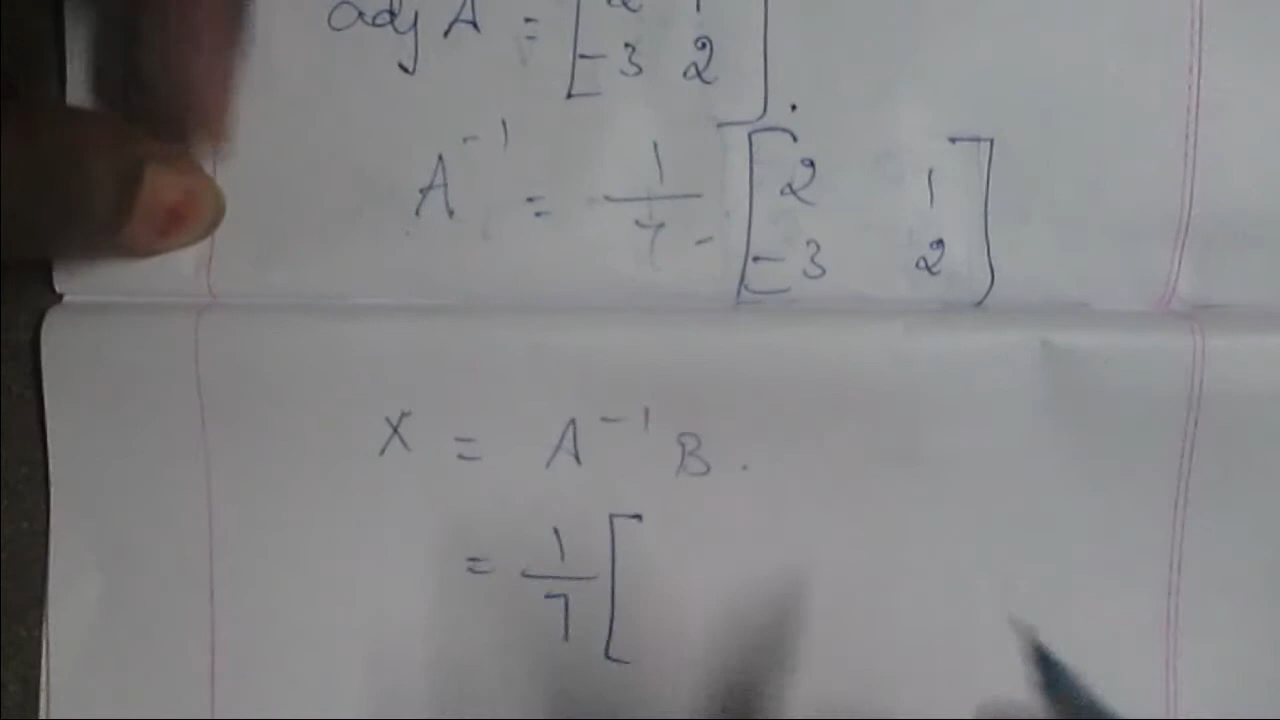 adj A = [2 1
-3 2].
A⁻¹ = 1/7 [2 1
-3 2]
X = A⁻¹ B.
= 1/7 [